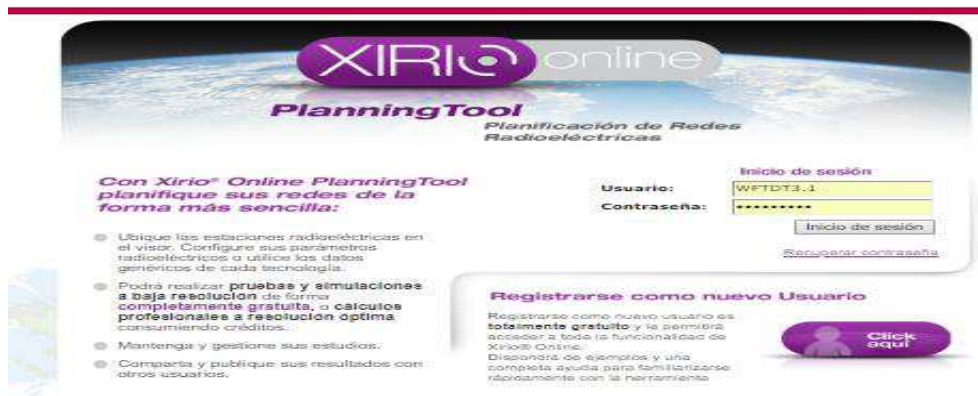 XIRIO online
PlanningTool
Planificación de Redes
Radioeléctricas
Con Xirio® Online PlanningTool
planifique sus redes de la
forma más sencilla:
Ubique las estaciones radioeléctricas en
el visor. Configure sus parámetros
radioeléctricos o utilice los datos
genéricos de cada tecnología.
Podrá realizar pruebas y simulaciones
a baja resolución de forma
completamente gratuita, o cálculos
profesionales a resolución óptima
consumiendo créditos.
Mantenga y gestione sus estudios.
Comparta y publique sus resultados con
otros usuarios.
Inicio de sesión
Usuario: WFTDT3.1
Contraseña: •••••••••
Inicio de sesión
Recuperar contraseña
Registrarse como nuevo Usuario
Registrarse como nuevo usuario es
totalmente gratuito y le permitirá
acceder a toda la funcionalidad de
Xirio® Online.
Dispondrá de ejemplos y una
completa ayuda para familiarizarse
rápidamente con la herramienta
Click
aquí